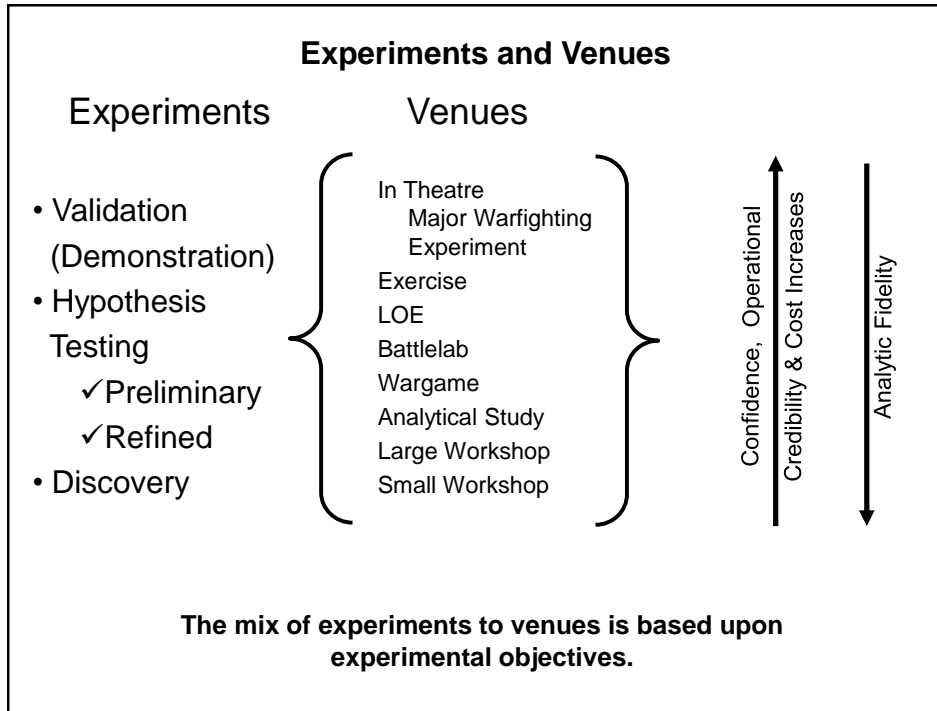 Experiments and Venues
Experiments
Venues
• Validation
(Demonstration)
• Hypothesis
Testing
✓Preliminary
✓Refined
• Discovery
In Theatre
Major Warfighting
Experiment
Exercise
LOE
Battlelab
Wargame
Analytical Study
Large Workshop
Small Workshop
Confidence, Operational
Credibility & Cost Increases
Analytic Fidelity
The mix of experiments to venues is based upon
experimental objectives.